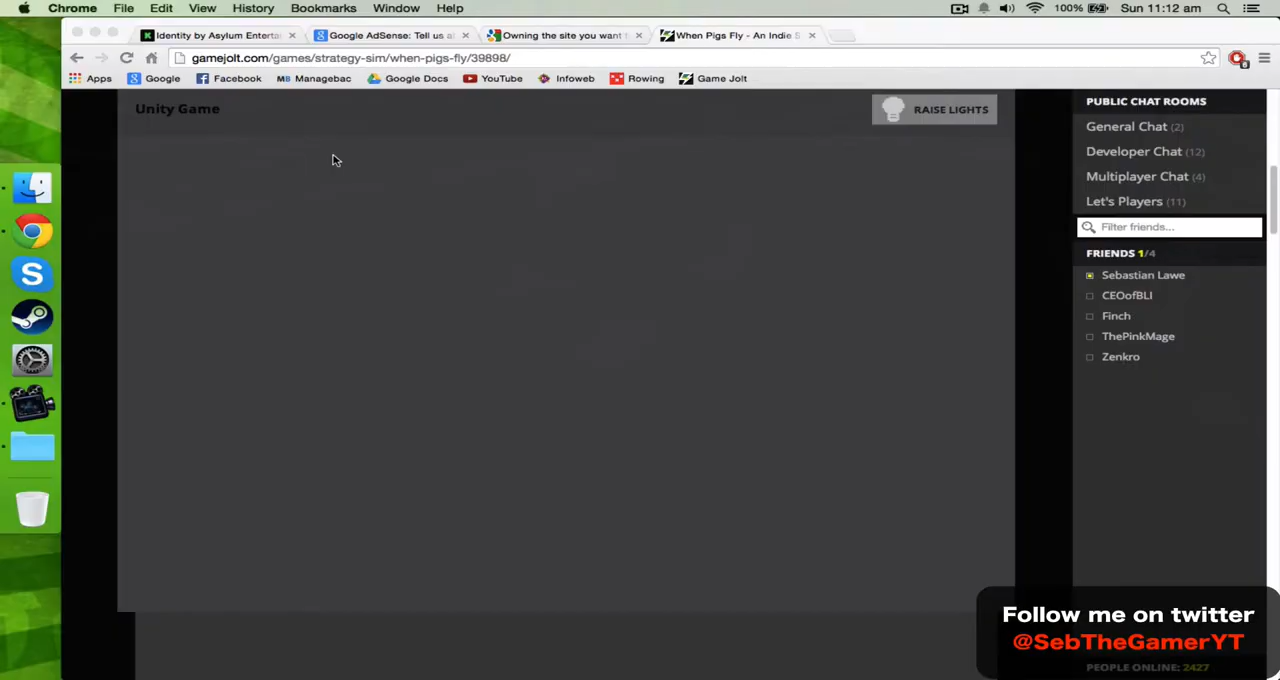 Chrome File Edit View History Bookmarks Window Help 100% Sun 11:12 am
Identity by Asylum Enterta Google AdSense: Tell us al Owning the site you want t When Pigs Fly - An Indie S
gamejolt.com/games/strategy-sim/when-pigs-fly/39898/
Apps Google Facebook Managebac Google Docs YouTube Infoweb Rowing Game Jolt
Unity Game
RAISE LIGHTS
PUBLIC CHAT ROOMS
General Chat (2)
Developer Chat (12)
Multiplayer Chat (4)
Let's Players (11)
Filter friends...
FRIENDS 1/4
Sebastian Lawe
CEOofBLI
Finch
ThePinkMage
Zenkro
Follow me on twitter
@SebTheGamerYT
PEOPLE ONLINE: 2427